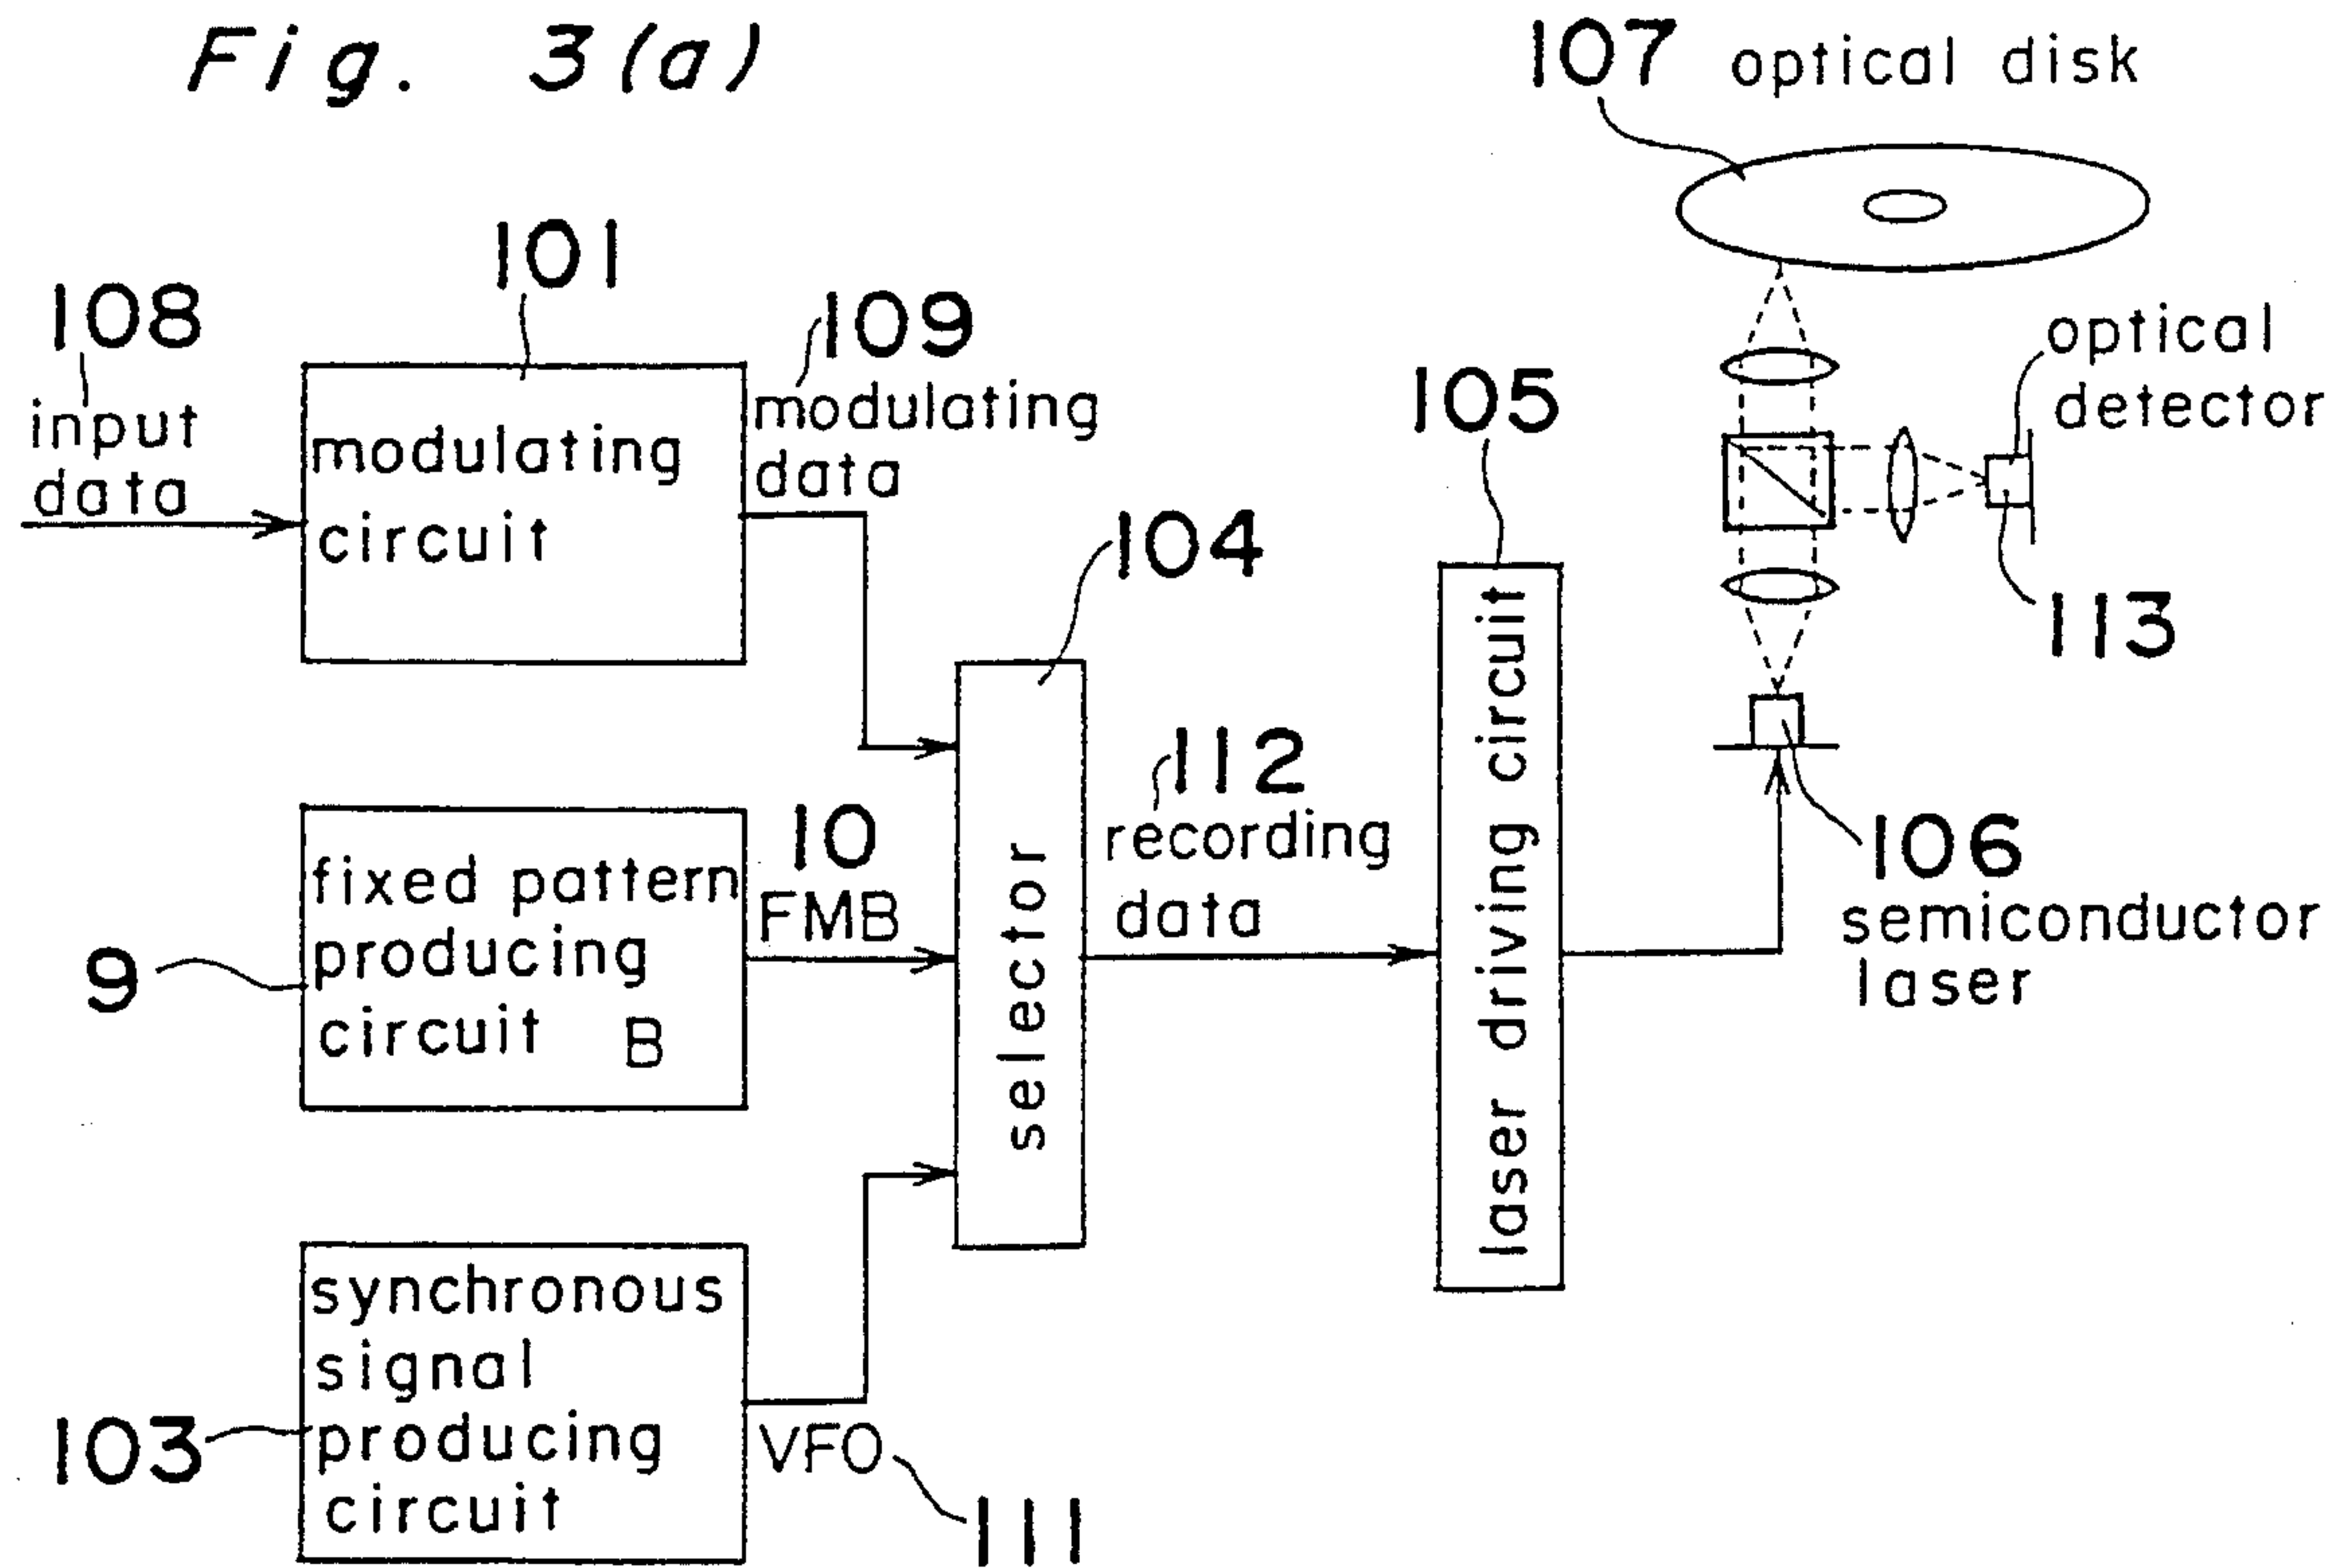 Fig. 3(a)
107 optical disk
101
108
input
data
modulating
circuit
109
modulating
data
104
105
optical
detector
113
112
recording
data
selector
laser driving circuit
106
semiconductor
laser
9
fixed pattern
producing
circuit B
10
FMB
103
synchronous
signal
producing
circuit
VFO
111